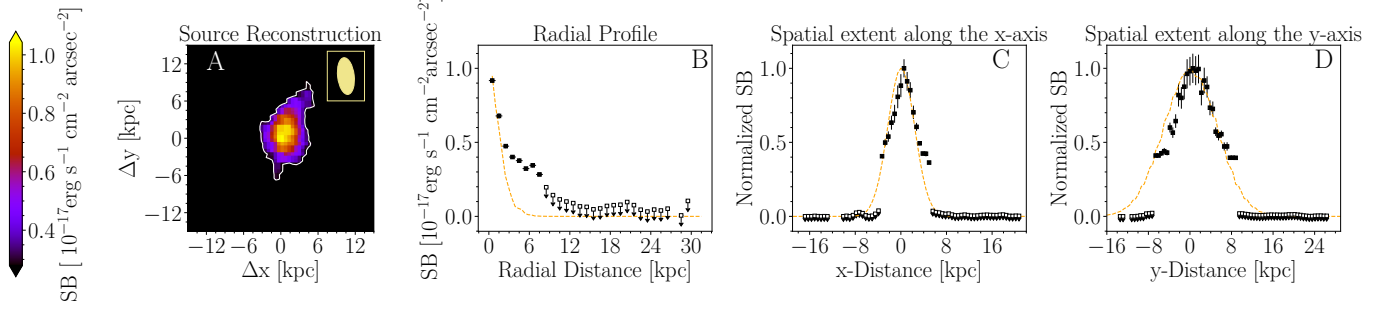 Source Reconstruction
A
12
6
0
−6
−12
Δy [kpc]
−12 −6 0 6 12
Δx [kpc]
1.0
0.8
0.6
0.4
SB [ 10−17erg s−1 cm−2 arcsec−2]
Radial Profile
B
1.0
0.5
0.0
SB [10−17erg s−1 cm−2arcsec−2]
0 6 12 18 24 30
Radial Distance [kpc]
Spatial extent along the x-axis
C
1.0
0.5
0.0
Normalized SB
−16 −8 0 8 16
x-Distance [kpc]
Spatial extent along the y-axis
D
1.0
0.5
0.0
Normalized SB
−16 −8 0 8 16 24
y-Distance [kpc]